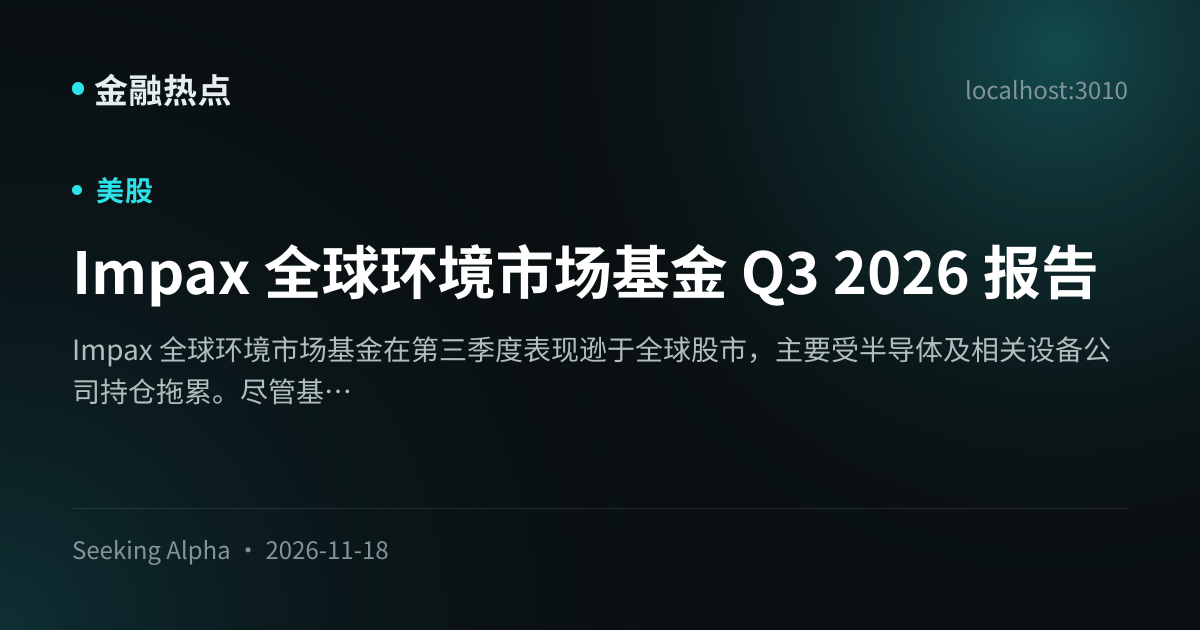 金融热点
localhost:3010
美股
Impax 全球环境市场基金 Q3 2026 报告
Impax 全球环境市场基金在第三季度表现逊于全球股市，主要受半导体及相关设备公
司持仓拖累。尽管基…
Seeking Alpha · 2026-11-18